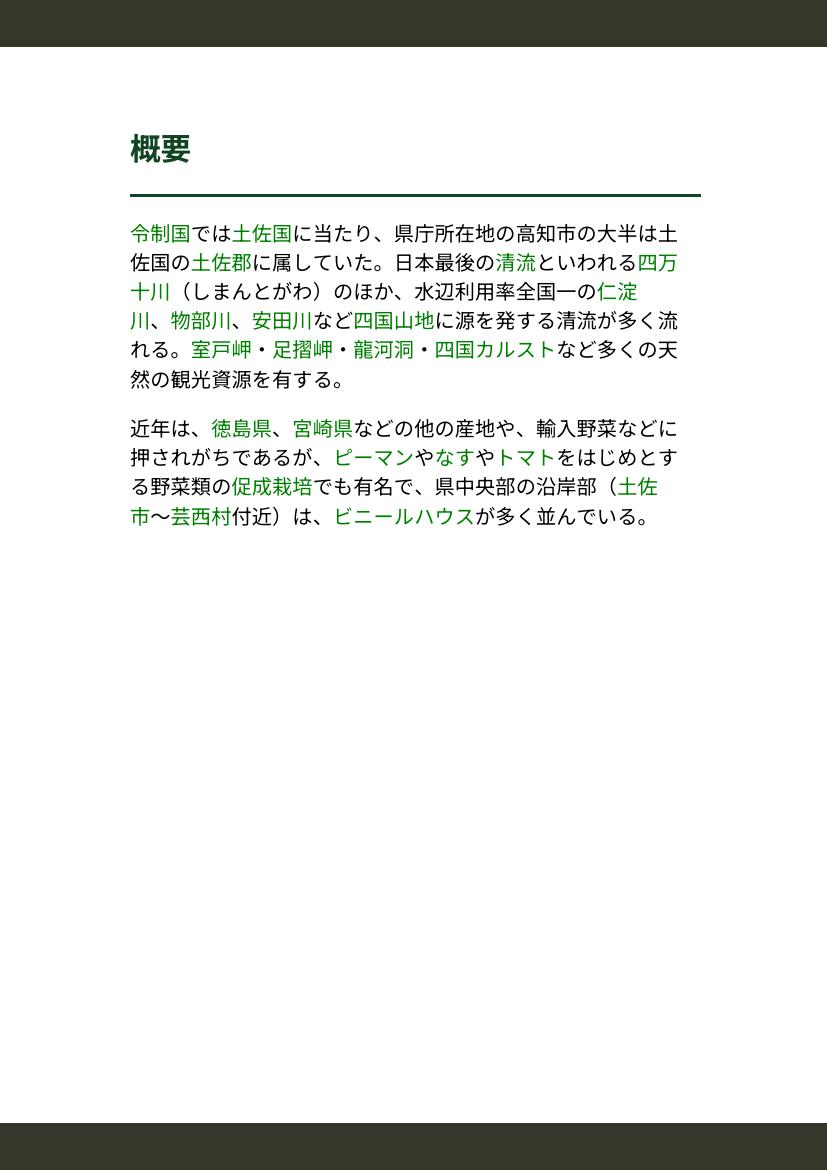 概要
令制国では土佐国に当たり、県庁所在地の高知市の大半は土
佐国の土佐郡に属していた。日本最後の清流といわれる四万
十川（しまんとがわ）のほか、水辺利用率全国一の仁淀
川、物部川、安田川など四国山地に源を発する清流が多く流
れる。室戸岬・足摺岬・龍河洞・四国カルストなど多くの天
然の観光資源を有する。
近年は、徳島県、宮崎県などの他の産地や、輸入野菜などに
押されがちであるが、ピーマンやなすやトマトをはじめとす
る野菜類の促成栽培でも有名で、県中央部の沿岸部（土佐
市〜芸西村付近）は、ビニールハウスが多く並んでいる。